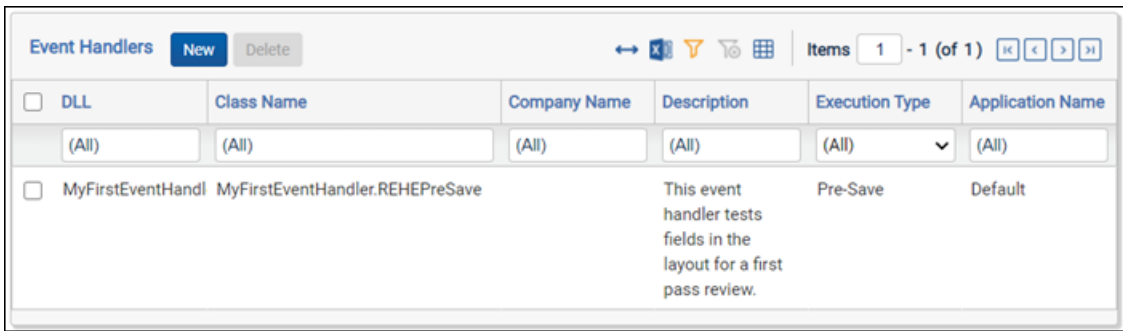 Event Handlers New Delete Items 1 - 1 (of 1)
DLL Class Name Company Name Description Execution Type Application Name
(All) (All) (All) (All) (All) (All)
MyFirstEventHandl MyFirstEventHandler.REHEPreSave This event Pre-Save Default
handler tests
fields in the
layout for a first
pass review.